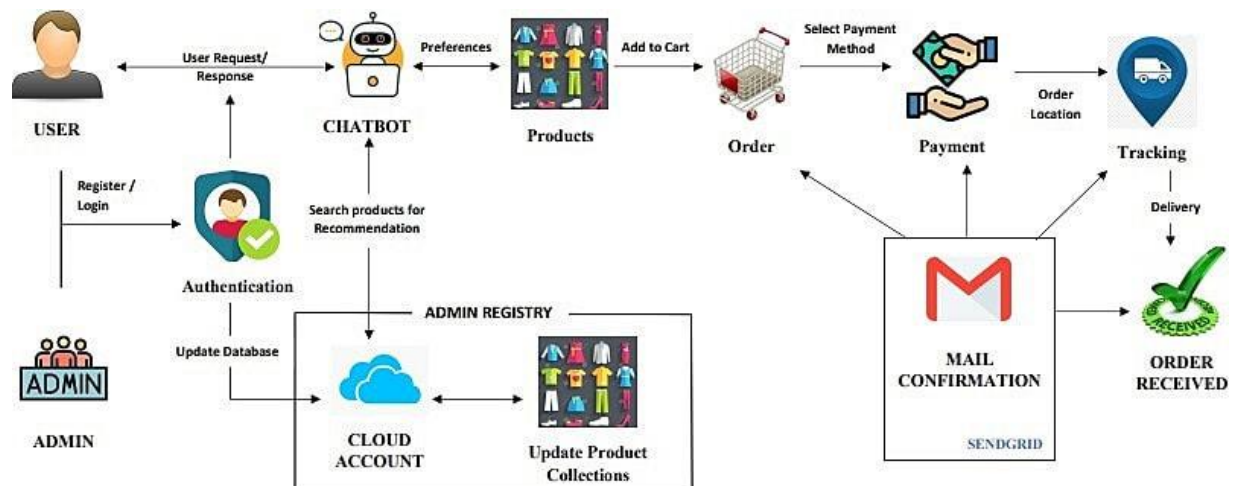 User Request/
Response
Preferences
Add to Cart
Select Payment
Method
Order
Location
USER
CHATBOT
Products
Order
Payment
Tracking
Register /
Login
Search products for
Recommendation
Delivery
Authentication
Update Database
ADMIN REGISTRY
ADMIN
ADMIN
CLOUD
ACCOUNT
Update Product
Collections
MAIL
CONFIRMATION
SENDGRID
RECEIVED
ORDER
RECEIVED